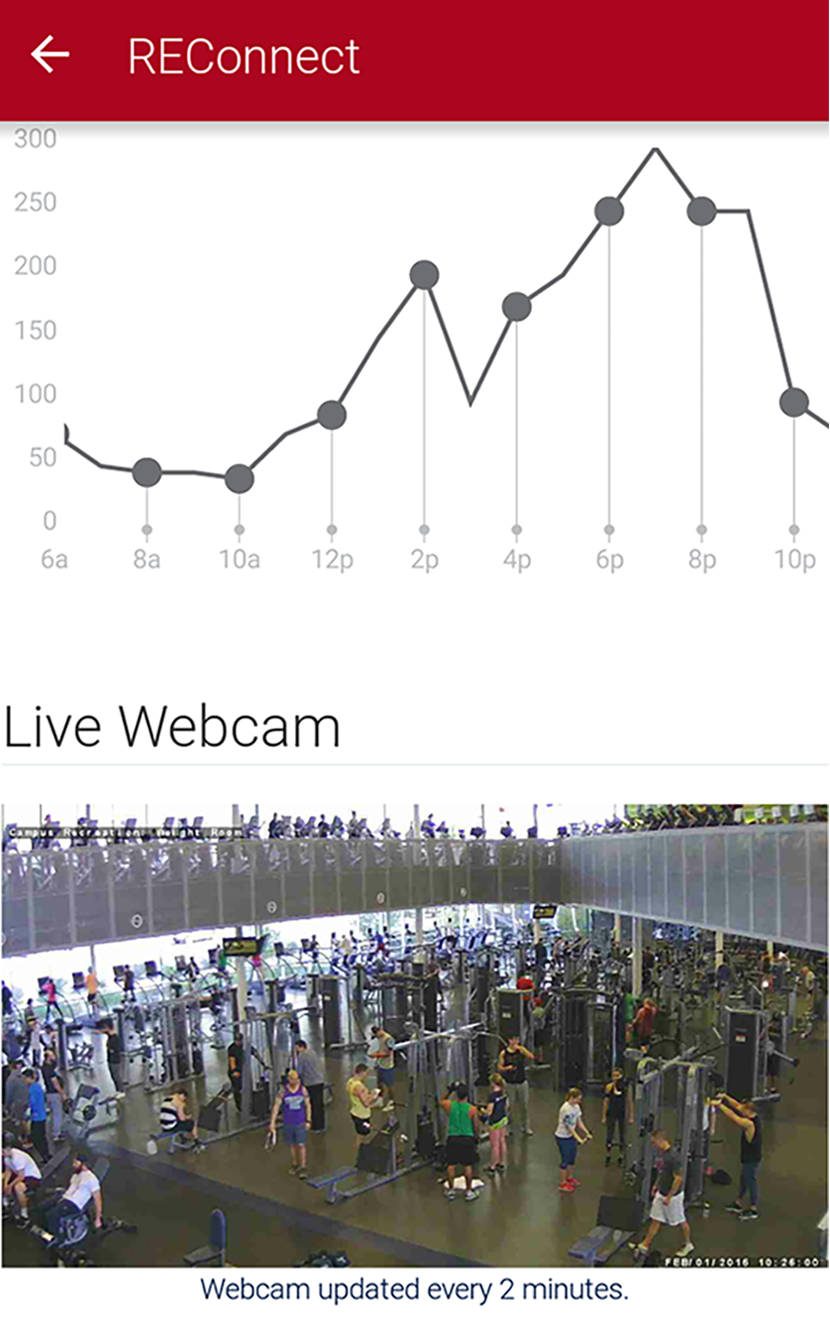 REConnect
300
250
200
150
100
50
0
6a 8a 10a 12p 2p 4p 6p 8p 10p
Live Webcam
Campus Recreation: Weight Room
FEB/01/2016 10:26:00
Webcam updated every 2 minutes.